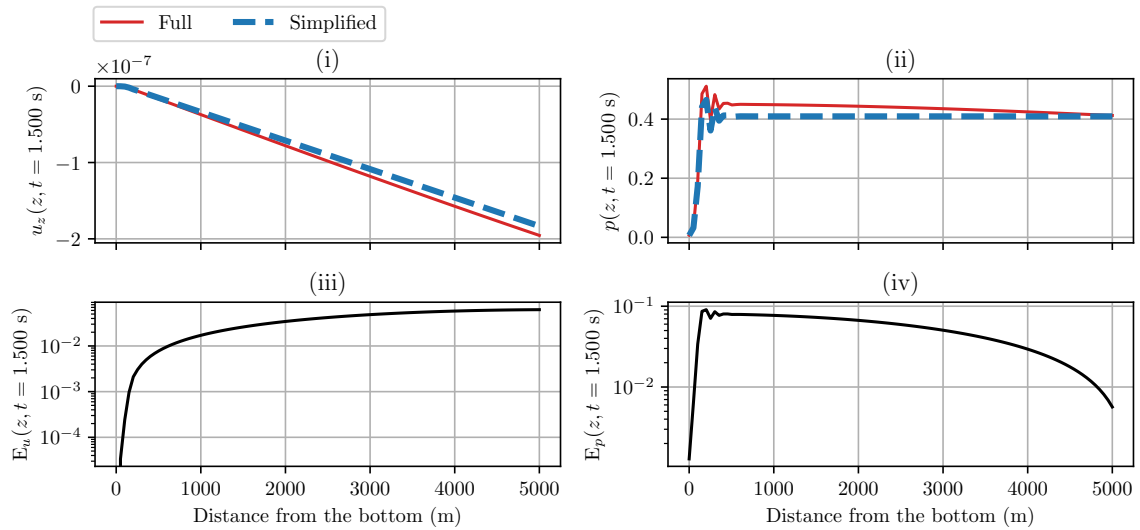 Full Simplified
×10⁻⁷
(i)
0
−1
−2
u_z(z, t = 1.500 s)
0 1000 2000 3000 4000 5000
(ii)
0.4
0.2
0.0
p(z, t = 1.500 s)
(iii)
10⁻²
10⁻³
10⁻⁴
E_u(z, t = 1.500 s)
Distance from the bottom (m)
(iv)
10⁻¹
10⁻²
E_p(z, t = 1.500 s)
0 1000 2000 3000 4000 5000
Distance from the bottom (m)